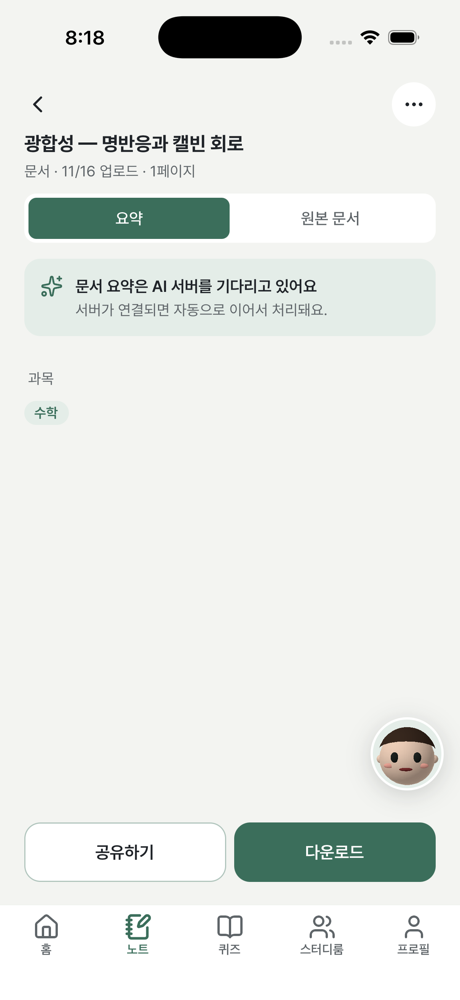 8:18
광합성 — 명반응과 캘빈 회로
문서 · 11/16 업로드 · 1페이지
요약
원본 문서
문서 요약은 AI 서버를 기다리고 있어요
서버가 연결되면 자동으로 이어서 처리돼요.
과목
수학
공유하기
다운로드
홈
노트
퀴즈
스터디룸
프로필